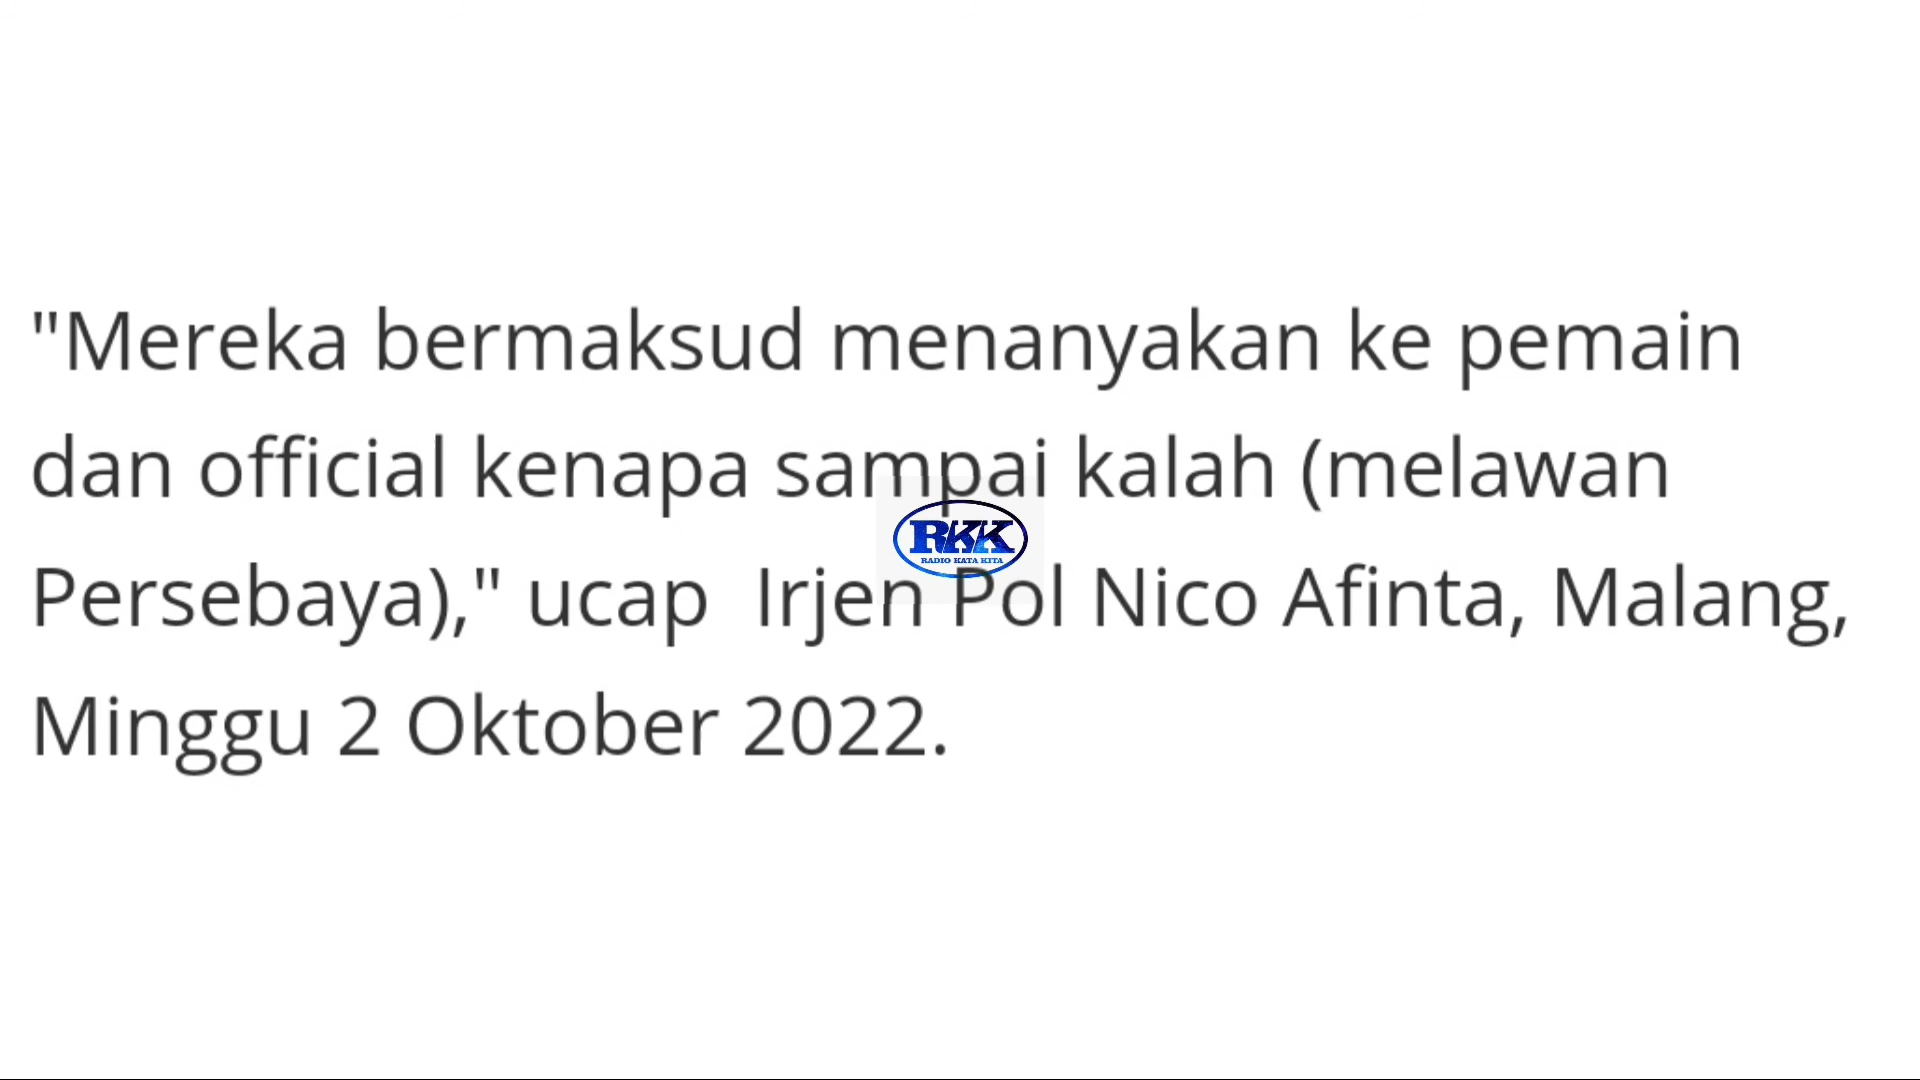 "Mereka bermaksud menanyakan ke pemain
dan official kenapa sampai kalah (melawan
RKK
RADIO KATA KITA
Persebaya)," ucap  Irjen Pol Nico Afinta, Malang,
Minggu 2 Oktober 2022.